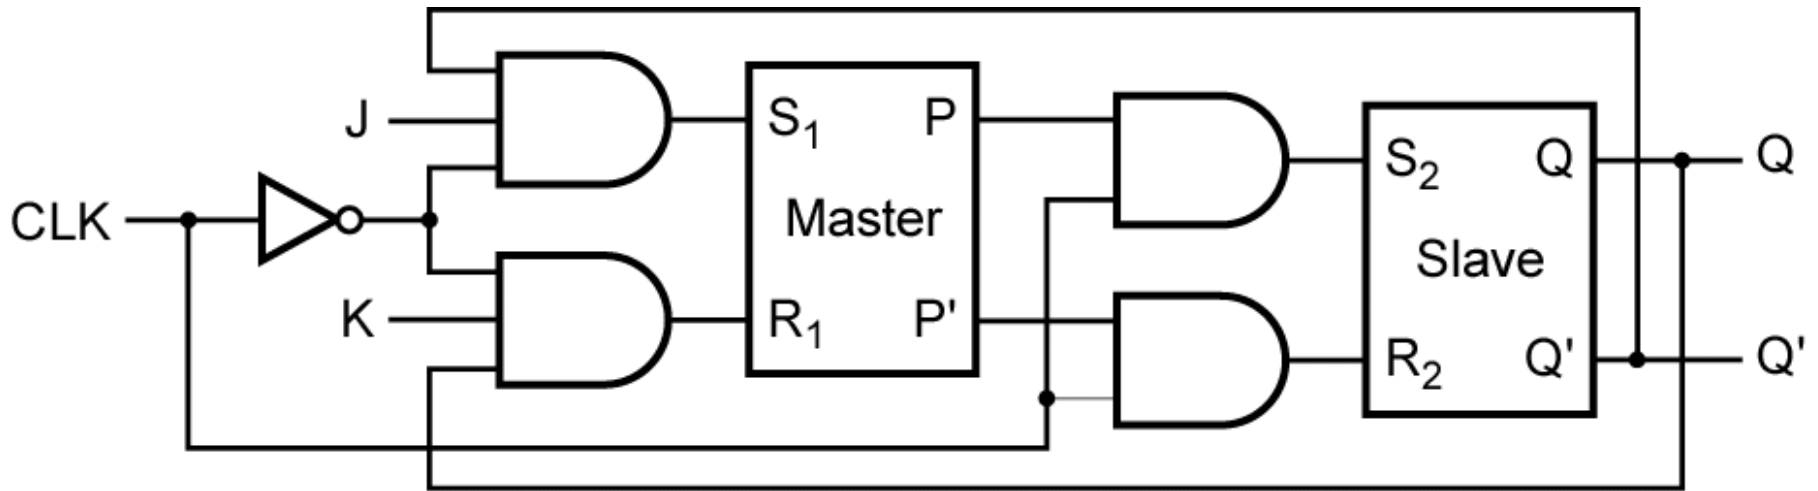 J
CLK
K
S₁
P
Master
R₁
P'
S₂
Q
Slave
R₂
Q'
Q
Q'